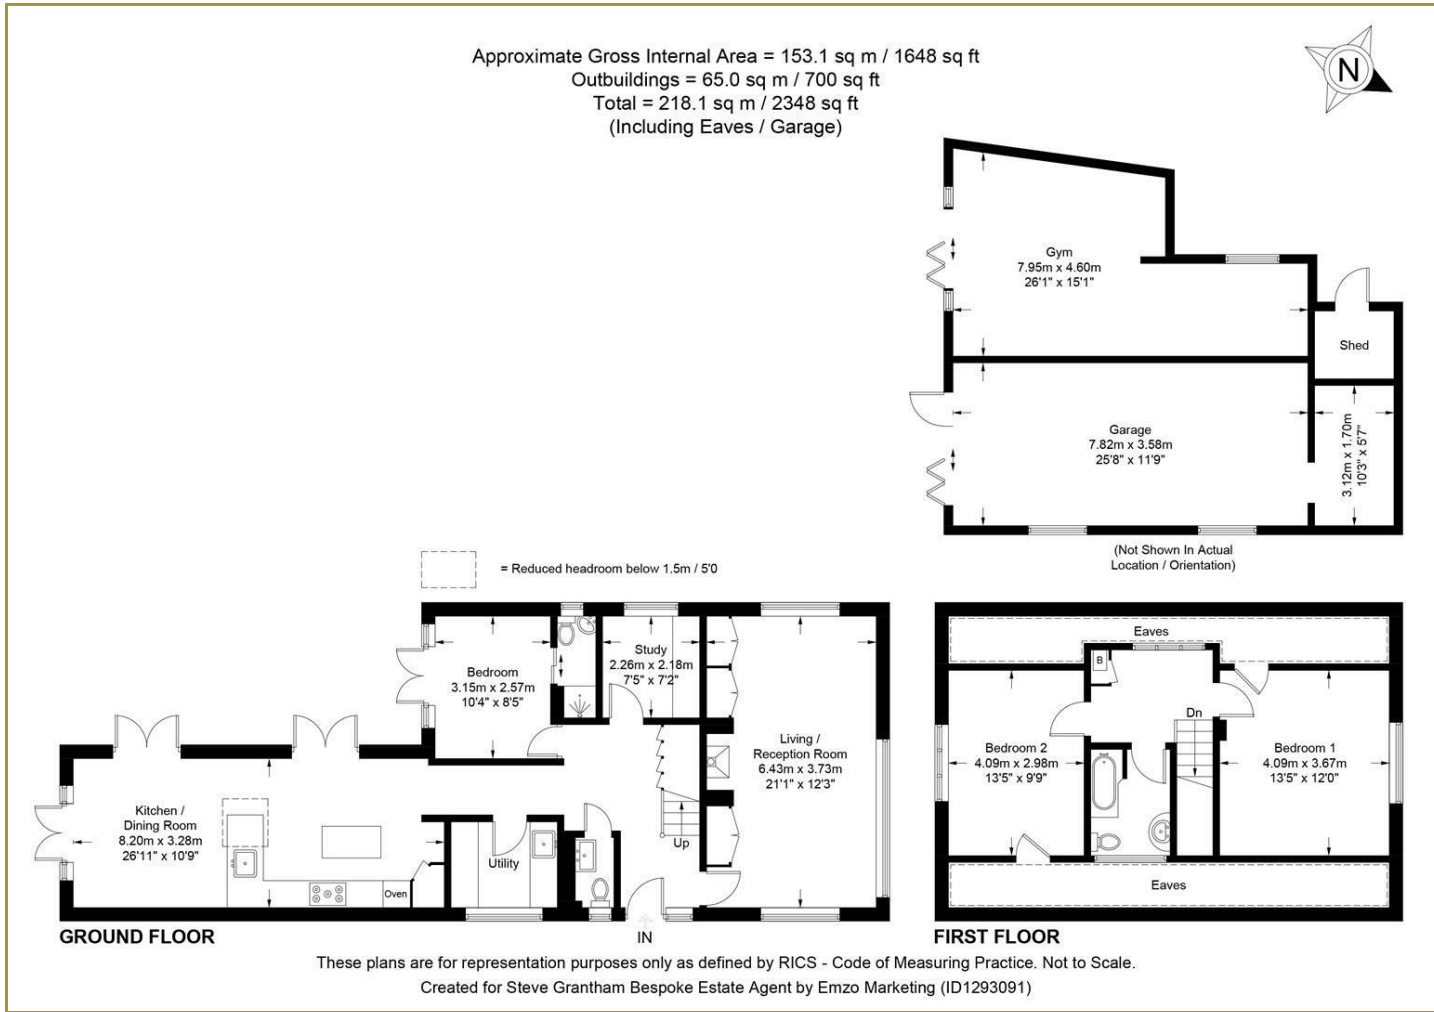 Approximate Gross Internal Area = 153.1 sq m / 1648 sq ft
Outbuildings = 65.0 sq m / 700 sq ft
Total = 218.1 sq m / 2348 sq ft
(Including Eaves / Garage)
N
Gym
7.95m x 4.60m
26'1" x 15'1"
Shed
Garage
7.82m x 3.58m
25'8" x 11'9"
3.12m x 1.70m
10'3" x 5'7"
(Not Shown In Actual
Location / Orientation)
= Reduced headroom below 1.5m / 5'0
Bedroom
3.15m x 2.57m
10'4" x 8'5"
Study
2.26m x 2.18m
7'5" x 7'2"
Living /
Reception Room
6.43m x 3.73m
21'1" x 12'3"
Kitchen /
Dining Room
8.20m x 3.28m
26'11" x 10'9"
Oven
Utility
Up
IN
GROUND FLOOR
Eaves
B
Dn
Bedroom 2
4.09m x 2.98m
13'5" x 9'9"
Bedroom 1
4.09m x 3.67m
13'5" x 12'0"
Eaves
FIRST FLOOR
These plans are for representation purposes only as defined by RICS - Code of Measuring Practice. Not to Scale.
Created for Steve Grantham Bespoke Estate Agent by Emzo Marketing (ID1293091)